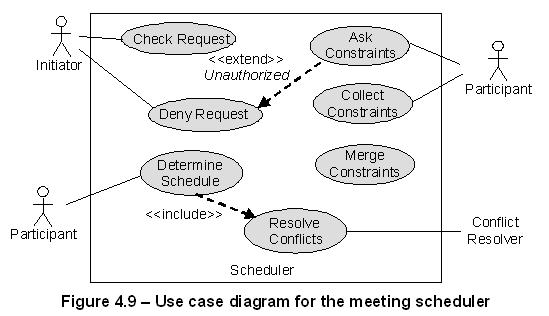 Check Request
Ask
Constraints
<<extend>>
Unauthorized
Initiator
Participant
Collect
Constraints
Deny Request
Merge
Constraints
Determine
Schedule
<<include>>
Participant
Resolve
Conflicts
Conflict
Resolver
Scheduler
Figure 4.9 – Use case diagram for the meeting scheduler